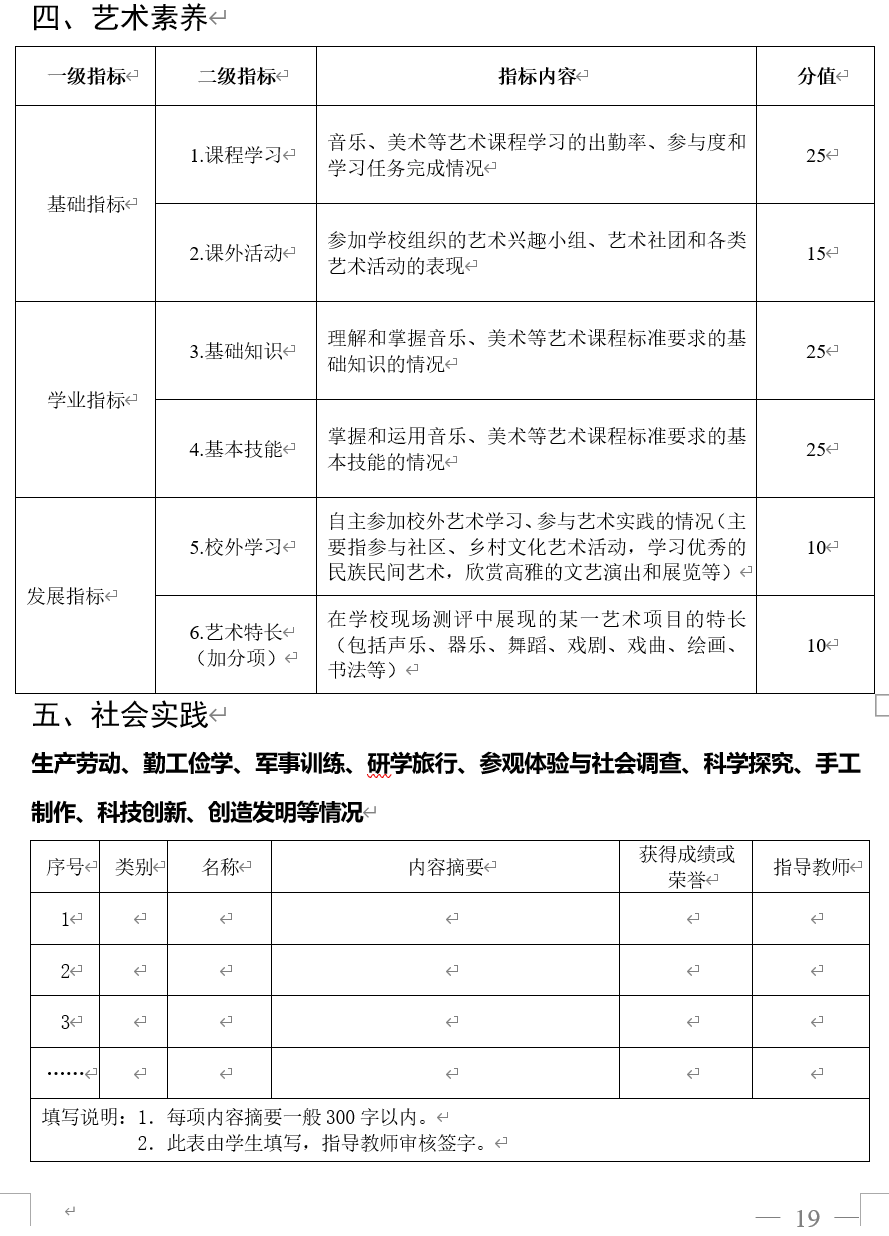 四、艺术素养
一级指标 二级指标 指标内容 分值
基础指标
1.课程学习
音乐、美术等艺术课程学习的出勤率、参与度和
学习任务完成情况
25
2.课外活动
参加学校组织的艺术兴趣小组、艺术社团和各类
艺术活动的表现
15
学业指标
3.基础知识
理解和掌握音乐、美术等艺术课程标准要求的基
础知识的情况
25
4.基本技能
掌握和运用音乐、美术等艺术课程标准要求的基
本技能的情况
25
发展指标
5.校外学习
自主参加校外艺术学习、参与艺术实践的情况（主
要指参与社区、乡村文化艺术活动，学习优秀的
民族民间艺术，欣赏高雅的文艺演出和展览等）
10
6.艺术特长
（加分项）
在学校现场测评中展现的某一艺术项目的特长
（包括声乐、器乐、舞蹈、戏剧、戏曲、绘画、
书法等）
10
五、社会实践
生产劳动、勤工俭学、军事训练、研学旅行、参观体验与社会调查、科学探究、手工
制作、科技创新、创造发明等情况
序号 类别 名称 内容摘要 获得成绩或
荣誉 指导教师
1
2
3
……
填写说明：1．每项内容摘要一般 300 字以内。
2．此表由学生填写，指导教师审核签字。
— 19 —